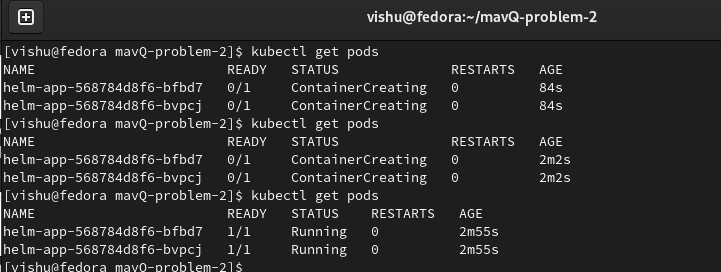 vishu@fedora:~/mavQ-problem-2
[vishu@fedora mavQ-problem-2]$ kubectl get pods
NAME                        READY   STATUS              RESTARTS   AGE
helm-app-568784d8f6-bfbd7   0/1     ContainerCreating   0          84s
helm-app-568784d8f6-bvpcj   0/1     ContainerCreating   0          84s
[vishu@fedora mavQ-problem-2]$ kubectl get pods
NAME                        READY   STATUS              RESTARTS   AGE
helm-app-568784d8f6-bfbd7   0/1     ContainerCreating   0          2m2s
helm-app-568784d8f6-bvpcj   0/1     ContainerCreating   0          2m2s
[vishu@fedora mavQ-problem-2]$ kubectl get pods
NAME                        READY   STATUS    RESTARTS   AGE
helm-app-568784d8f6-bfbd7   1/1     Running   0          2m55s
helm-app-568784d8f6-bvpcj   1/1     Running   0          2m55s
[vishu@fedora mavQ-problem-2]$